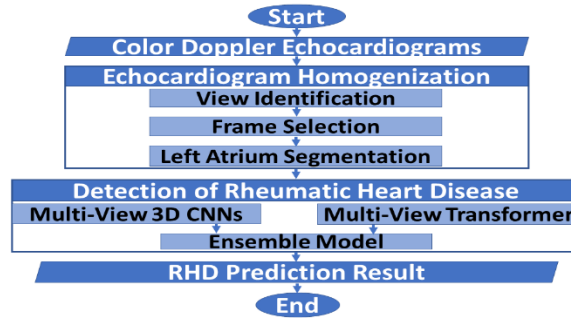 Start
Color Doppler Echocardiograms
Echocardiogram Homogenization
View Identification
Frame Selection
Left Atrium Segmentation
Detection of Rheumatic Heart Disease
Multi-View 3D CNNs Multi-View Transformer
Ensemble Model
RHD Prediction Result
End